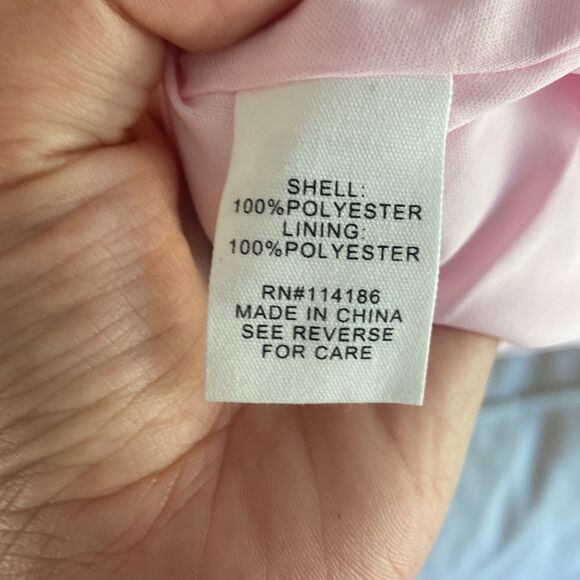 SHELL:
100%POLYESTER
LINING:
100%POLYESTER
RN#114186
MADE IN CHINA
SEE REVERSE
FOR CARE